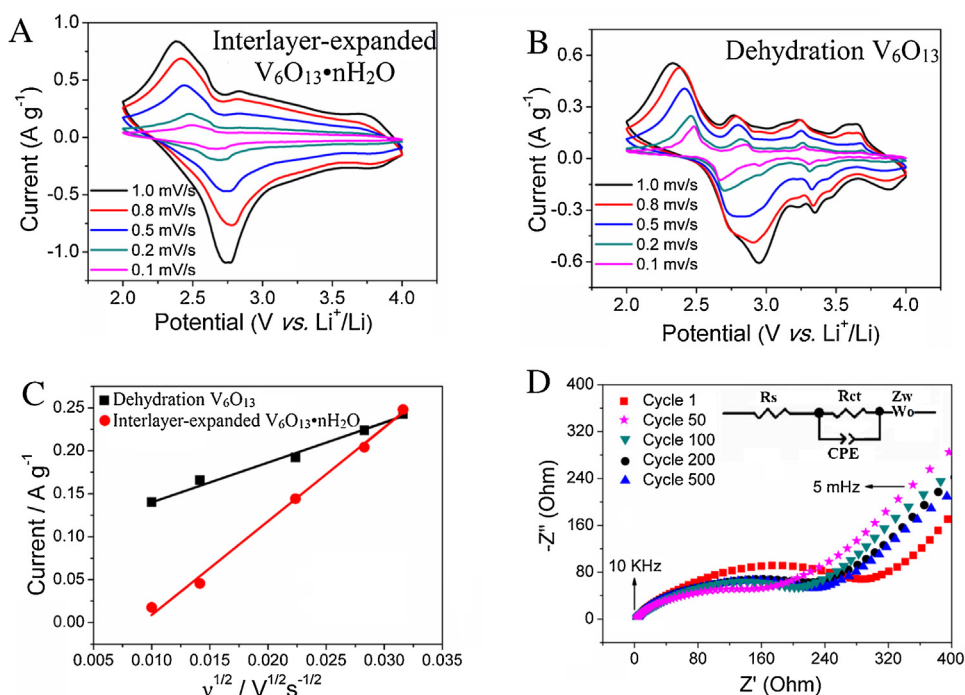 A
Interlayer-expanded
V₆O₁₃•nH₂O
1.0
0.5
0.0
-0.5
-1.0
Current (A g⁻¹)
1.0 mV/s
0.8 mV/s
0.5 mV/s
0.2 mV/s
0.1 mV/s
2.0 2.5 3.0 3.5 4.0
Potential (V vs. Li⁺/Li)
B
Dehydration V₆O₁₃
0.6
0.3
0.0
-0.3
-0.6
Current (A g⁻¹)
1.0 mv/s
0.8 mv/s
0.5 mv/s
0.2 mv/s
0.1 mv/s
2.0 2.5 3.0 3.5 4.0
Potential (V vs. Li⁺/Li)
C
Dehydration V₆O₁₃
Interlayer-expanded V₆O₁₃•nH₂O
0.25
0.20
0.15
0.10
0.05
0.00
Current / A g⁻¹
0.005 0.010 0.015 0.020 0.025 0.030 0.035
ν¹ᐟ² / V¹ᐟ²s⁻¹ᐟ²
D
400
320
240
160
80
0
-Z'' (Ohm)
Cycle 1
Cycle 50
Cycle 100
Cycle 200
Cycle 500
Rs Rct Zw
Wo
CPE
5 mHz
10 KHz
0 80 160 240 320 400
Z' (Ohm)